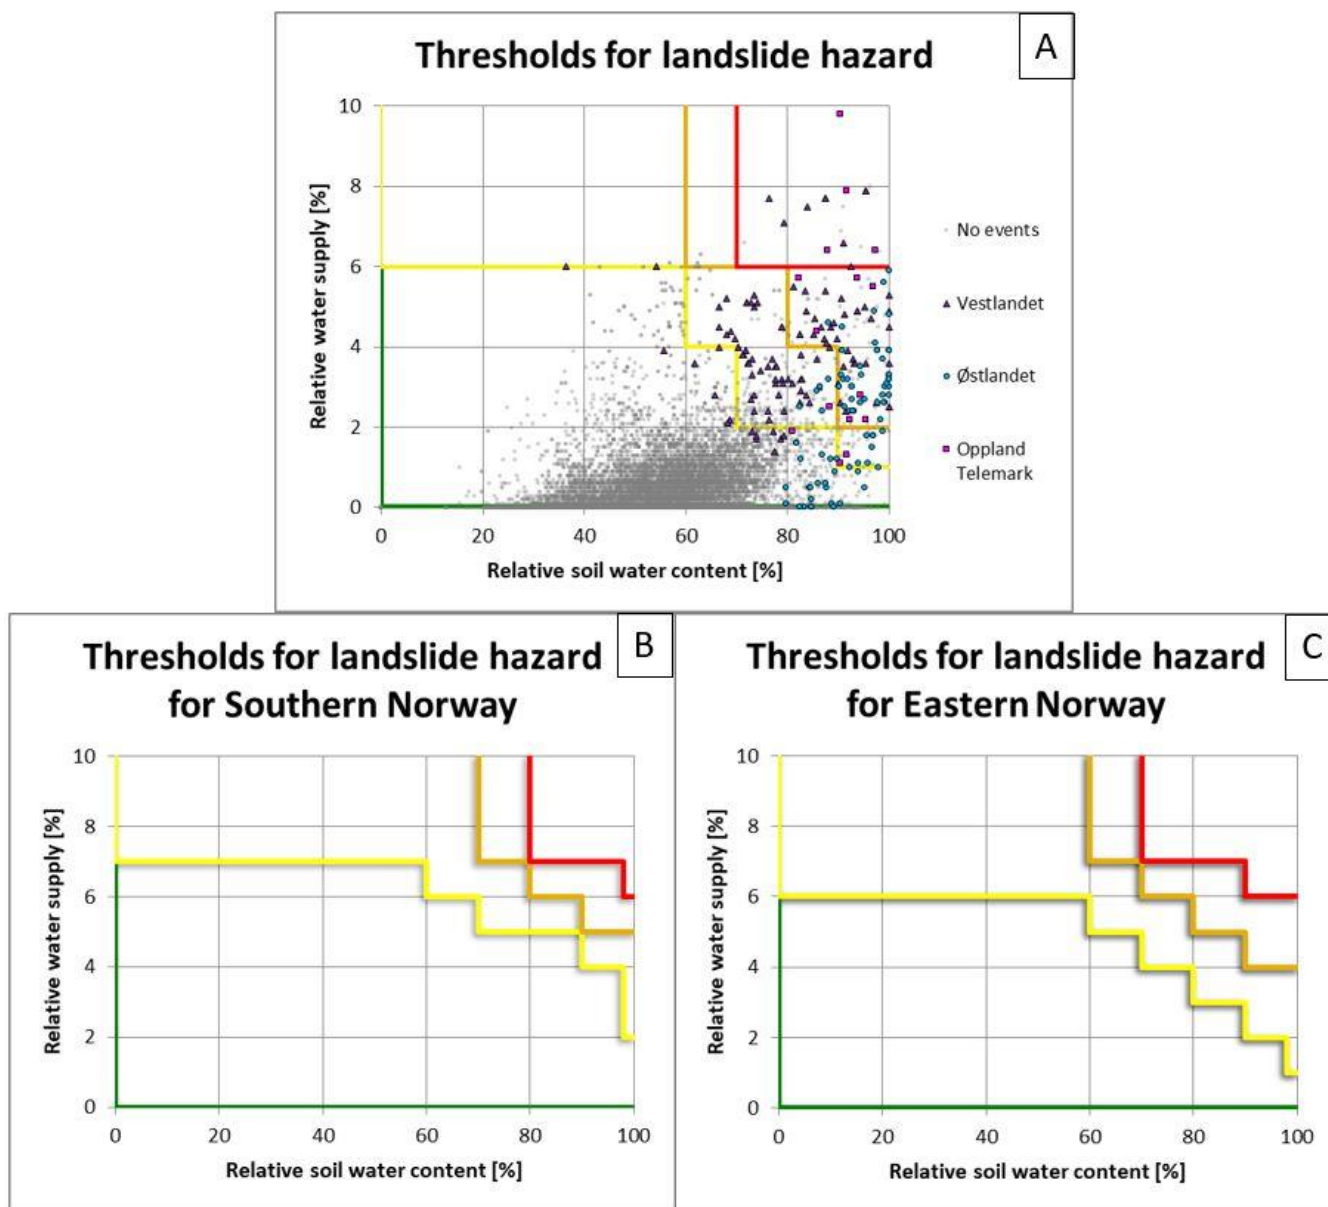 Thresholds for landslide hazard
A
10
8
6
4
2
0
Relative water supply [%]
0 20 40 60 80 100
Relative soil water content [%]
No events
Vestlandet
Østlandet
Oppland
Telemark
Thresholds for landslide hazard
for Southern Norway
B
10
8
6
4
2
0
Relative water supply [%]
0 20 40 60 80 100
Relative soil water content [%]
Thresholds for landslide hazard
for Eastern Norway
C
10
8
6
4
2
0
Relative water supply [%]
0 20 40 60 80 100
Relative soil water content [%]